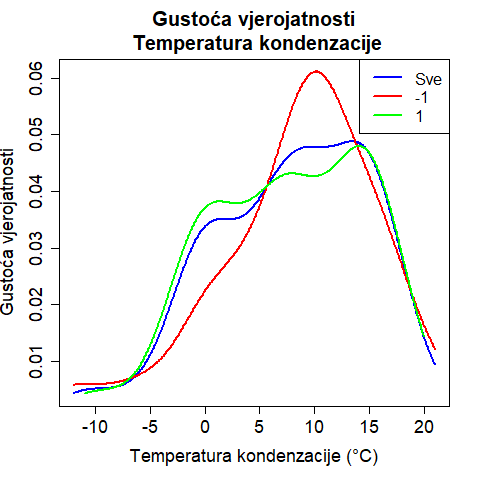 Gustoća vjerojatnosti
Temperatura kondenzacije
Sve
-1
1
Gustoća vjerojatnosti
0.06
0.05
0.04
0.03
0.02
0.01
-10 -5 0 5 10 15 20
Temperatura kondenzacije (°C)